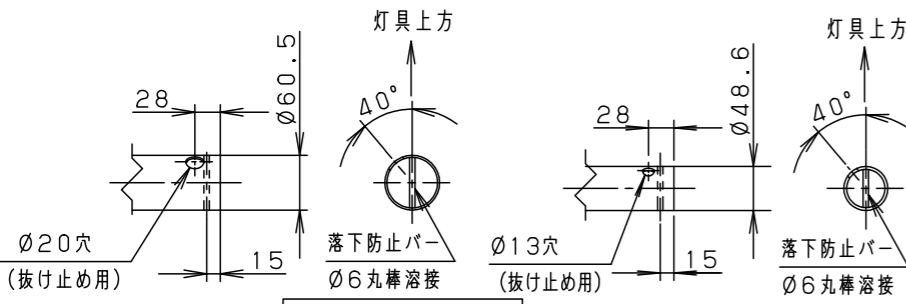 灯具上方
Ø60.5
28
40°
Ø20穴
(抜け止め用)
15
落下防止バー
Ø6丸棒溶接
灯具上方
Ø48.6
28
40°
Ø13穴
(抜け止め用)
15
落下防止バー
Ø6丸棒溶接